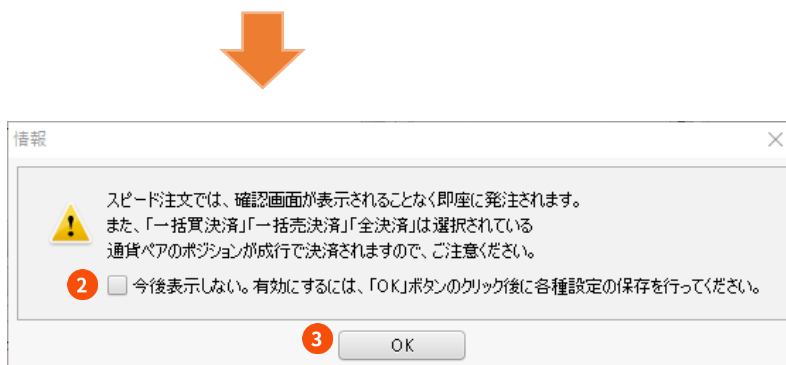 情報
スピード注文では、確認画面が表示されることなく即座に発注されます。
また、「一括買決済」「一括売決済」「全決済」は選択されている
通貨ペアのポジションが成行で決済されますので、ご注意ください。
2 今後表示しない。有効にするには、「OK」ボタンのクリック後に各種設定の保存を行ってください。
3 OK